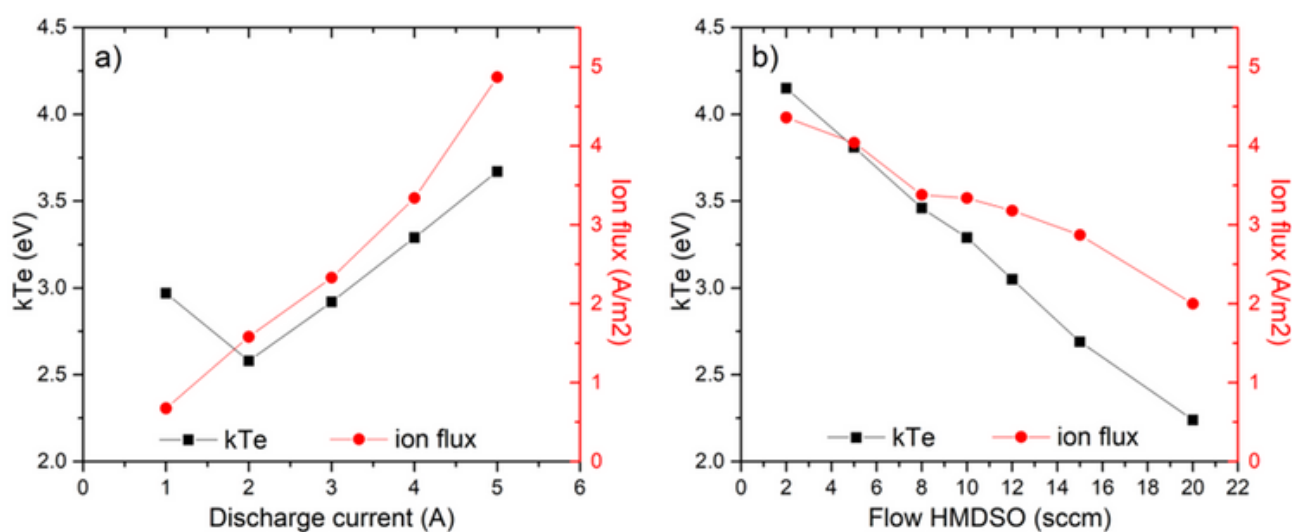 a)
4.5
4.0
3.5
3.0
2.5
2.0
kTe (eV)
0 1 2 3 4 5 6
Discharge current (A)
5
4
3
2
1
0
Ion flux (A/m2)
kTe ion flux
b)
4.5
4.0
3.5
3.0
2.5
2.0
kTe (eV)
0 2 4 6 8 10 12 14 16 18 20 22
Flow HMDSO (sccm)
5
4
3
2
1
0
Ion flux (A/m2)
kTe ion flux